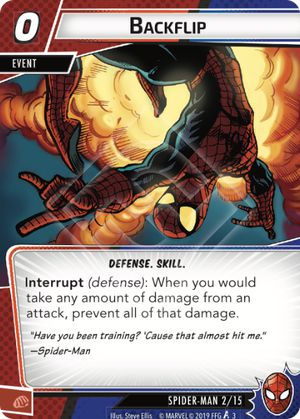 0
BACKFLIP
EVENT
DEFENSE. SKILL.
Interrupt (defense): When you would
take any amount of damage from an
attack, prevent all of that damage.
"Have you been training? 'Cause that almost hit me."
—Spider-Man
SPIDER-MAN 2/15
Illus. Steve Ellis © MARVEL © 2019 FFG A 3